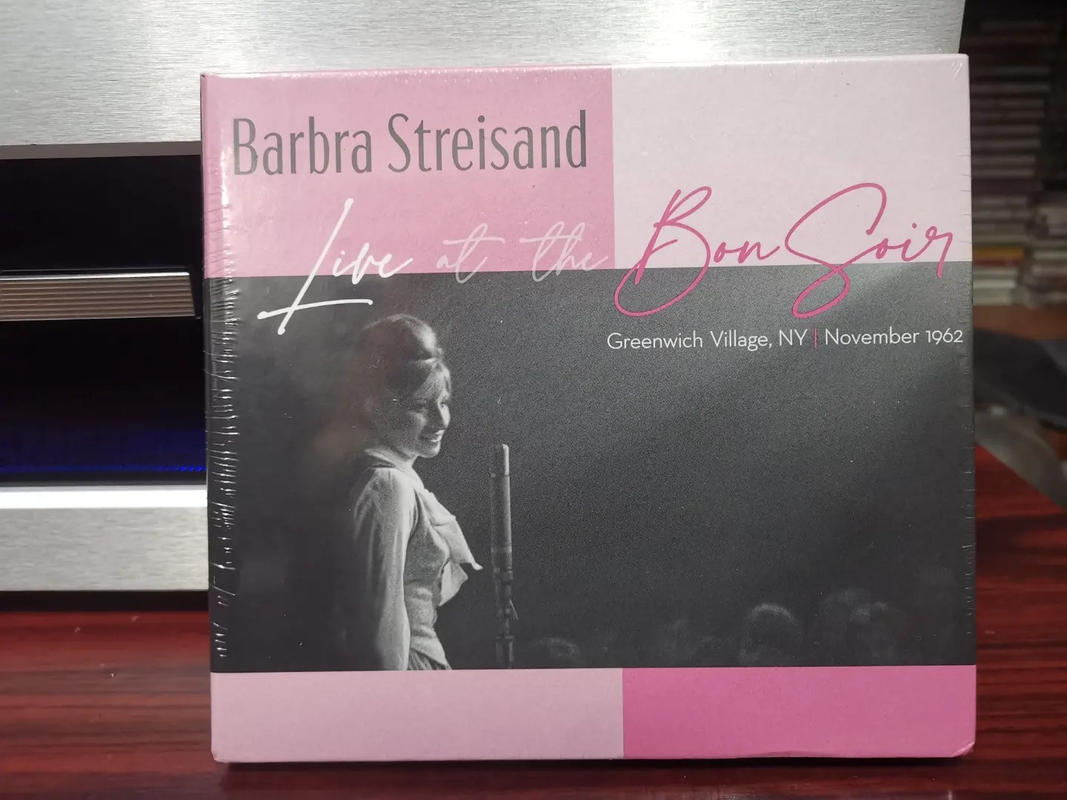 Barbra Streisand
Live at the Bon Soir
Greenwich Village, NY | November 1962